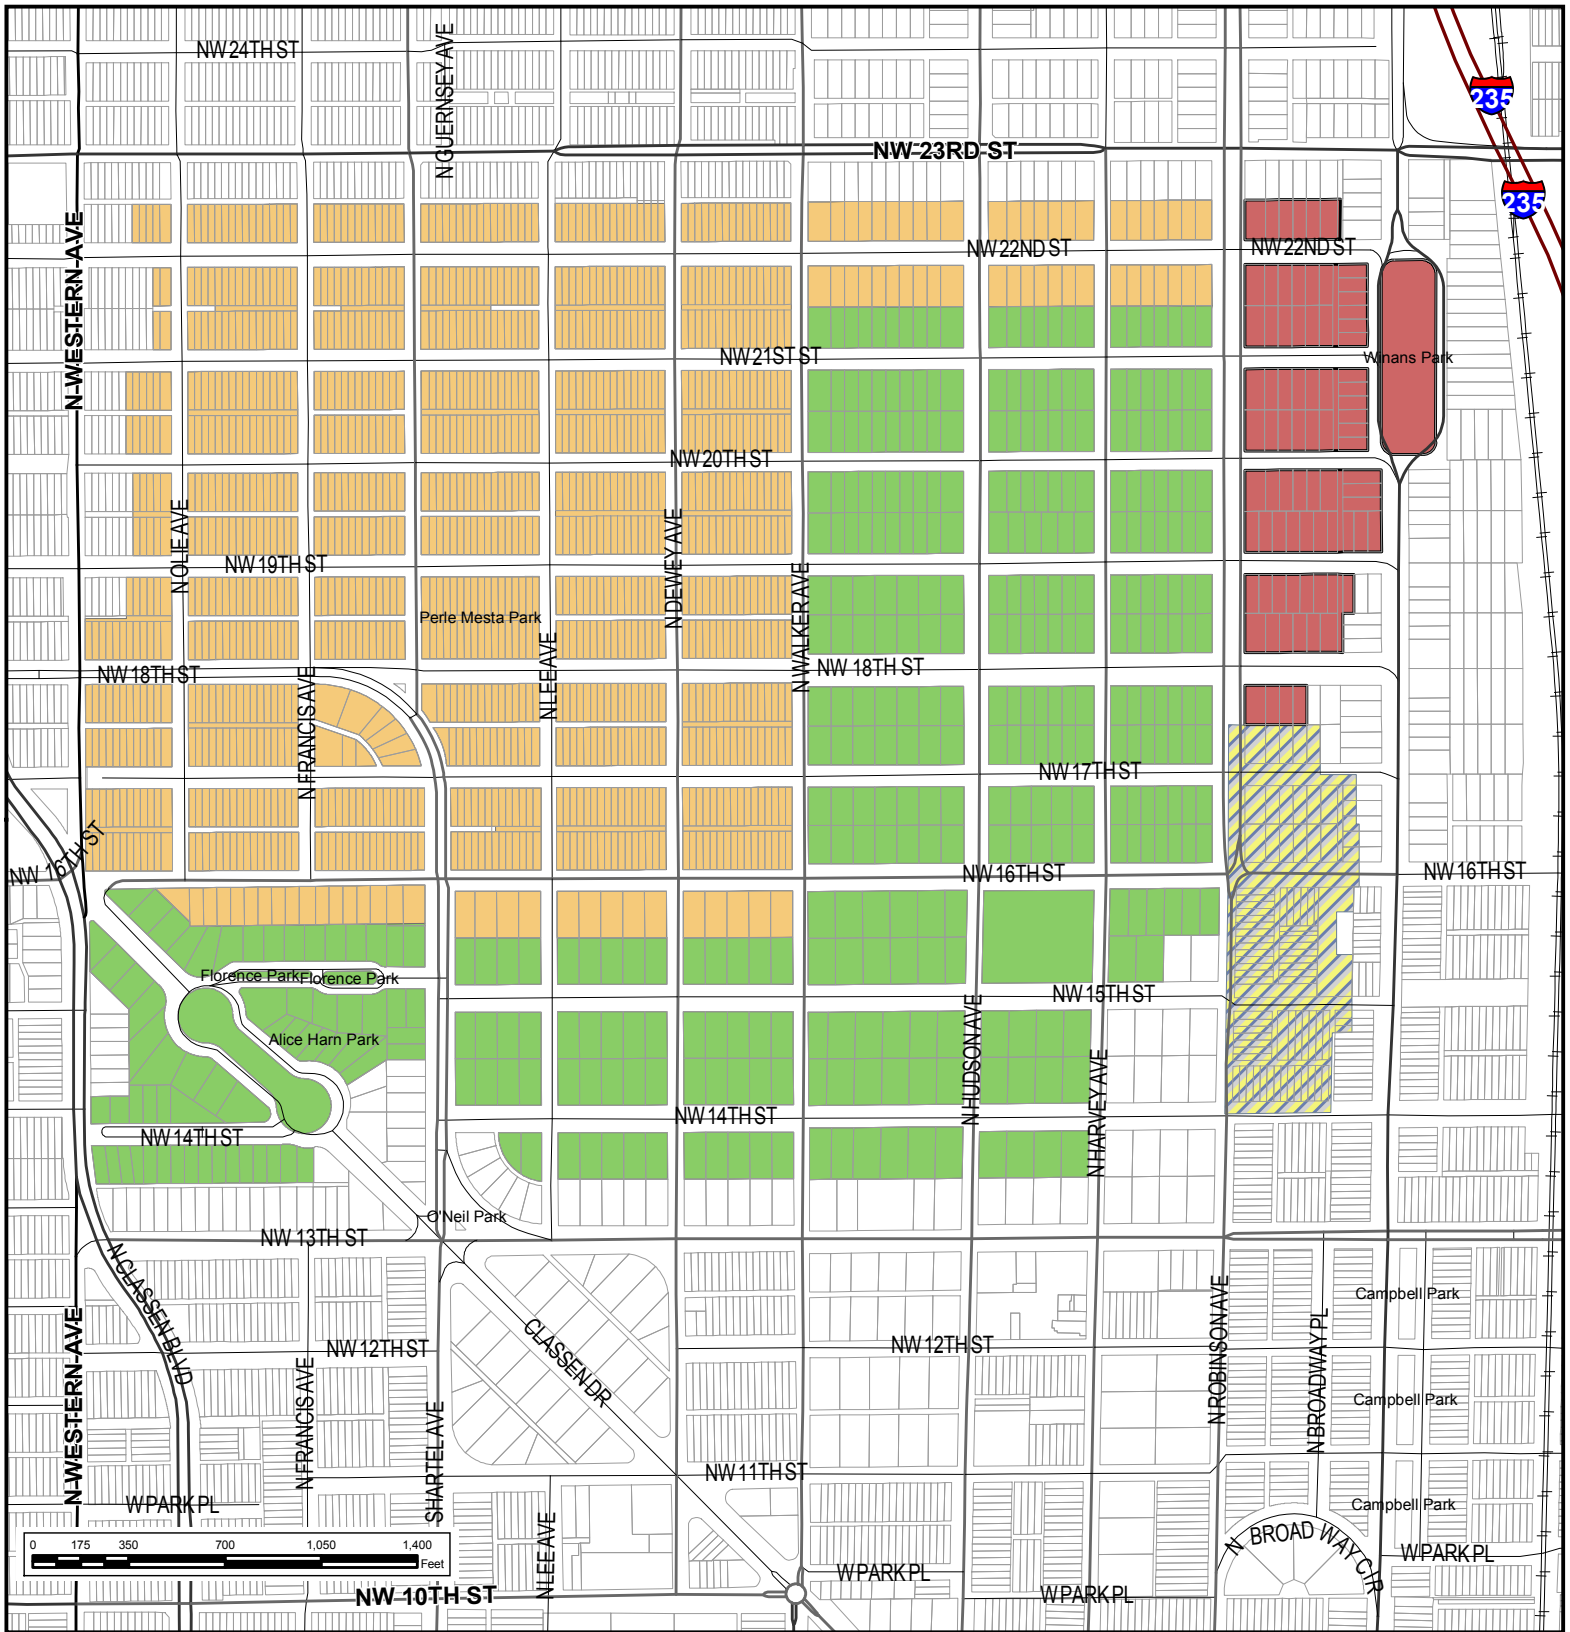 NW 24TH ST
N GUERNSEY AVE
235
NW 23RD ST
235
N WESTERN AVE
NW 22ND ST
NW 22ND ST
NW 21ST ST
Winans Park
NW 20TH ST
N OLIE AVE
N DEWEY AVE
NW 19TH ST
N WALKER AVE
Perle Mesta Park
N LEE AVE
NW 18TH ST
NW 18TH ST
N FRANCIS AVE
NW 17TH ST
NW 16TH ST
NW 16TH ST
NW 16TH ST
Florence Park
Florence Park
NW 15TH ST
N HUDSON AVE
Alice Harn Park
N HARVEY AVE
NW 14TH ST
NW 14TH ST
O'Neil Park
NW 13TH ST
N CLASSEN BLVD
N ROBINSON AVE
Campbell Park
N WESTERN AVE
N BROADWAY PL
NW 12TH ST
NW 12TH ST
CLASSEN DR
N FRANCIS AVE
SHARTEL AVE
Campbell Park
NW 11TH ST
W PARK PL
Campbell Park
N LEE AVE
N BROADWAY CIR
W PARK PL
0 175 350 700 1,050 1,400
Feet
W PARK PL
NW 10TH ST
W PARK PL